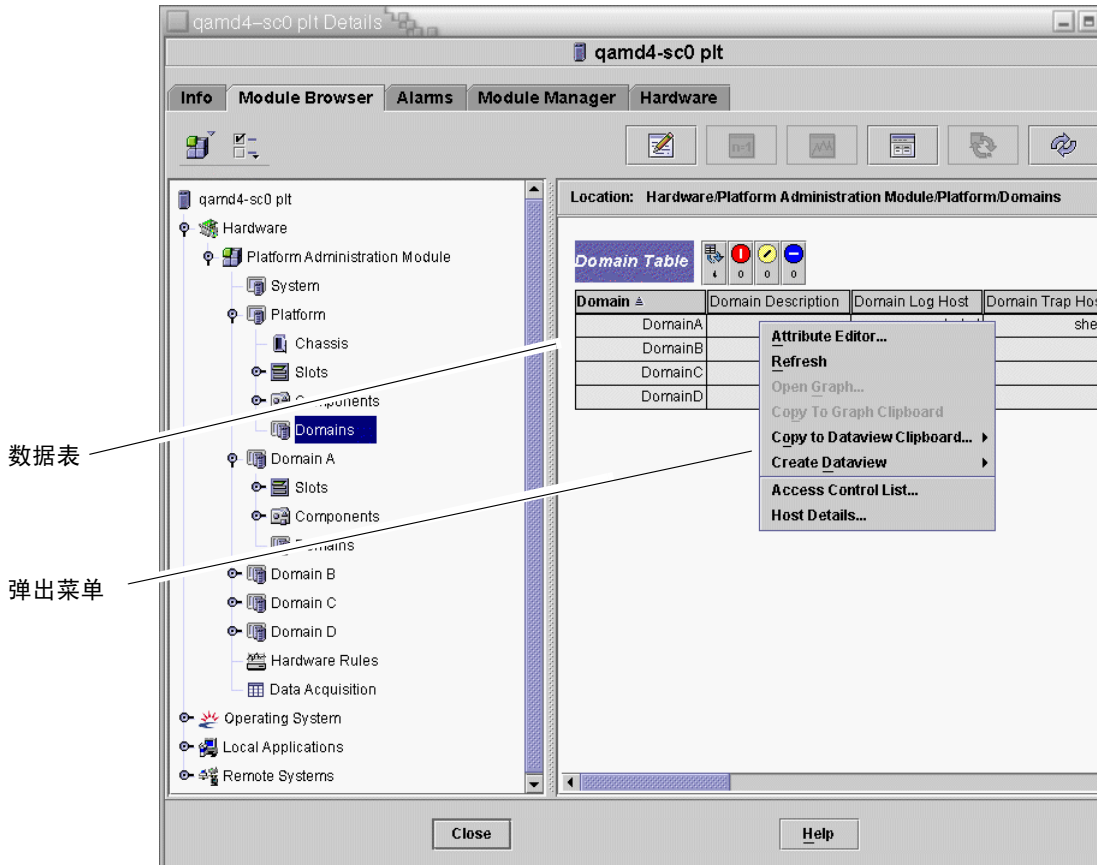 qamd4–sc0 plt Details
qamd4-sc0 plt
Info Module Browser Alarms Module Manager Hardware
n=1
qamd4-sc0 plt
Hardware
Platform Administration Module
System
Platform
Chassis
Slots
Components
Domains
Domain A
Slots
Components
Domains
Domain B
Domain C
Domain D
Hardware Rules
Data Acquisition
Operating System
Local Applications
Remote Systems
数据表
弹出菜单
Location: Hardware/Platform Administration Module/Platform/Domains
Domain Table
4 0 0 0
Domain Domain Description Domain Log Host Domain Trap Hos
DomainA she
DomainB
DomainC
DomainD
Attribute Editor...
Refresh
Open Graph...
Copy To Graph Clipboard
Copy to Dataview Clipboard...
Create Dataview
Access Control List...
Host Details...
Close Help